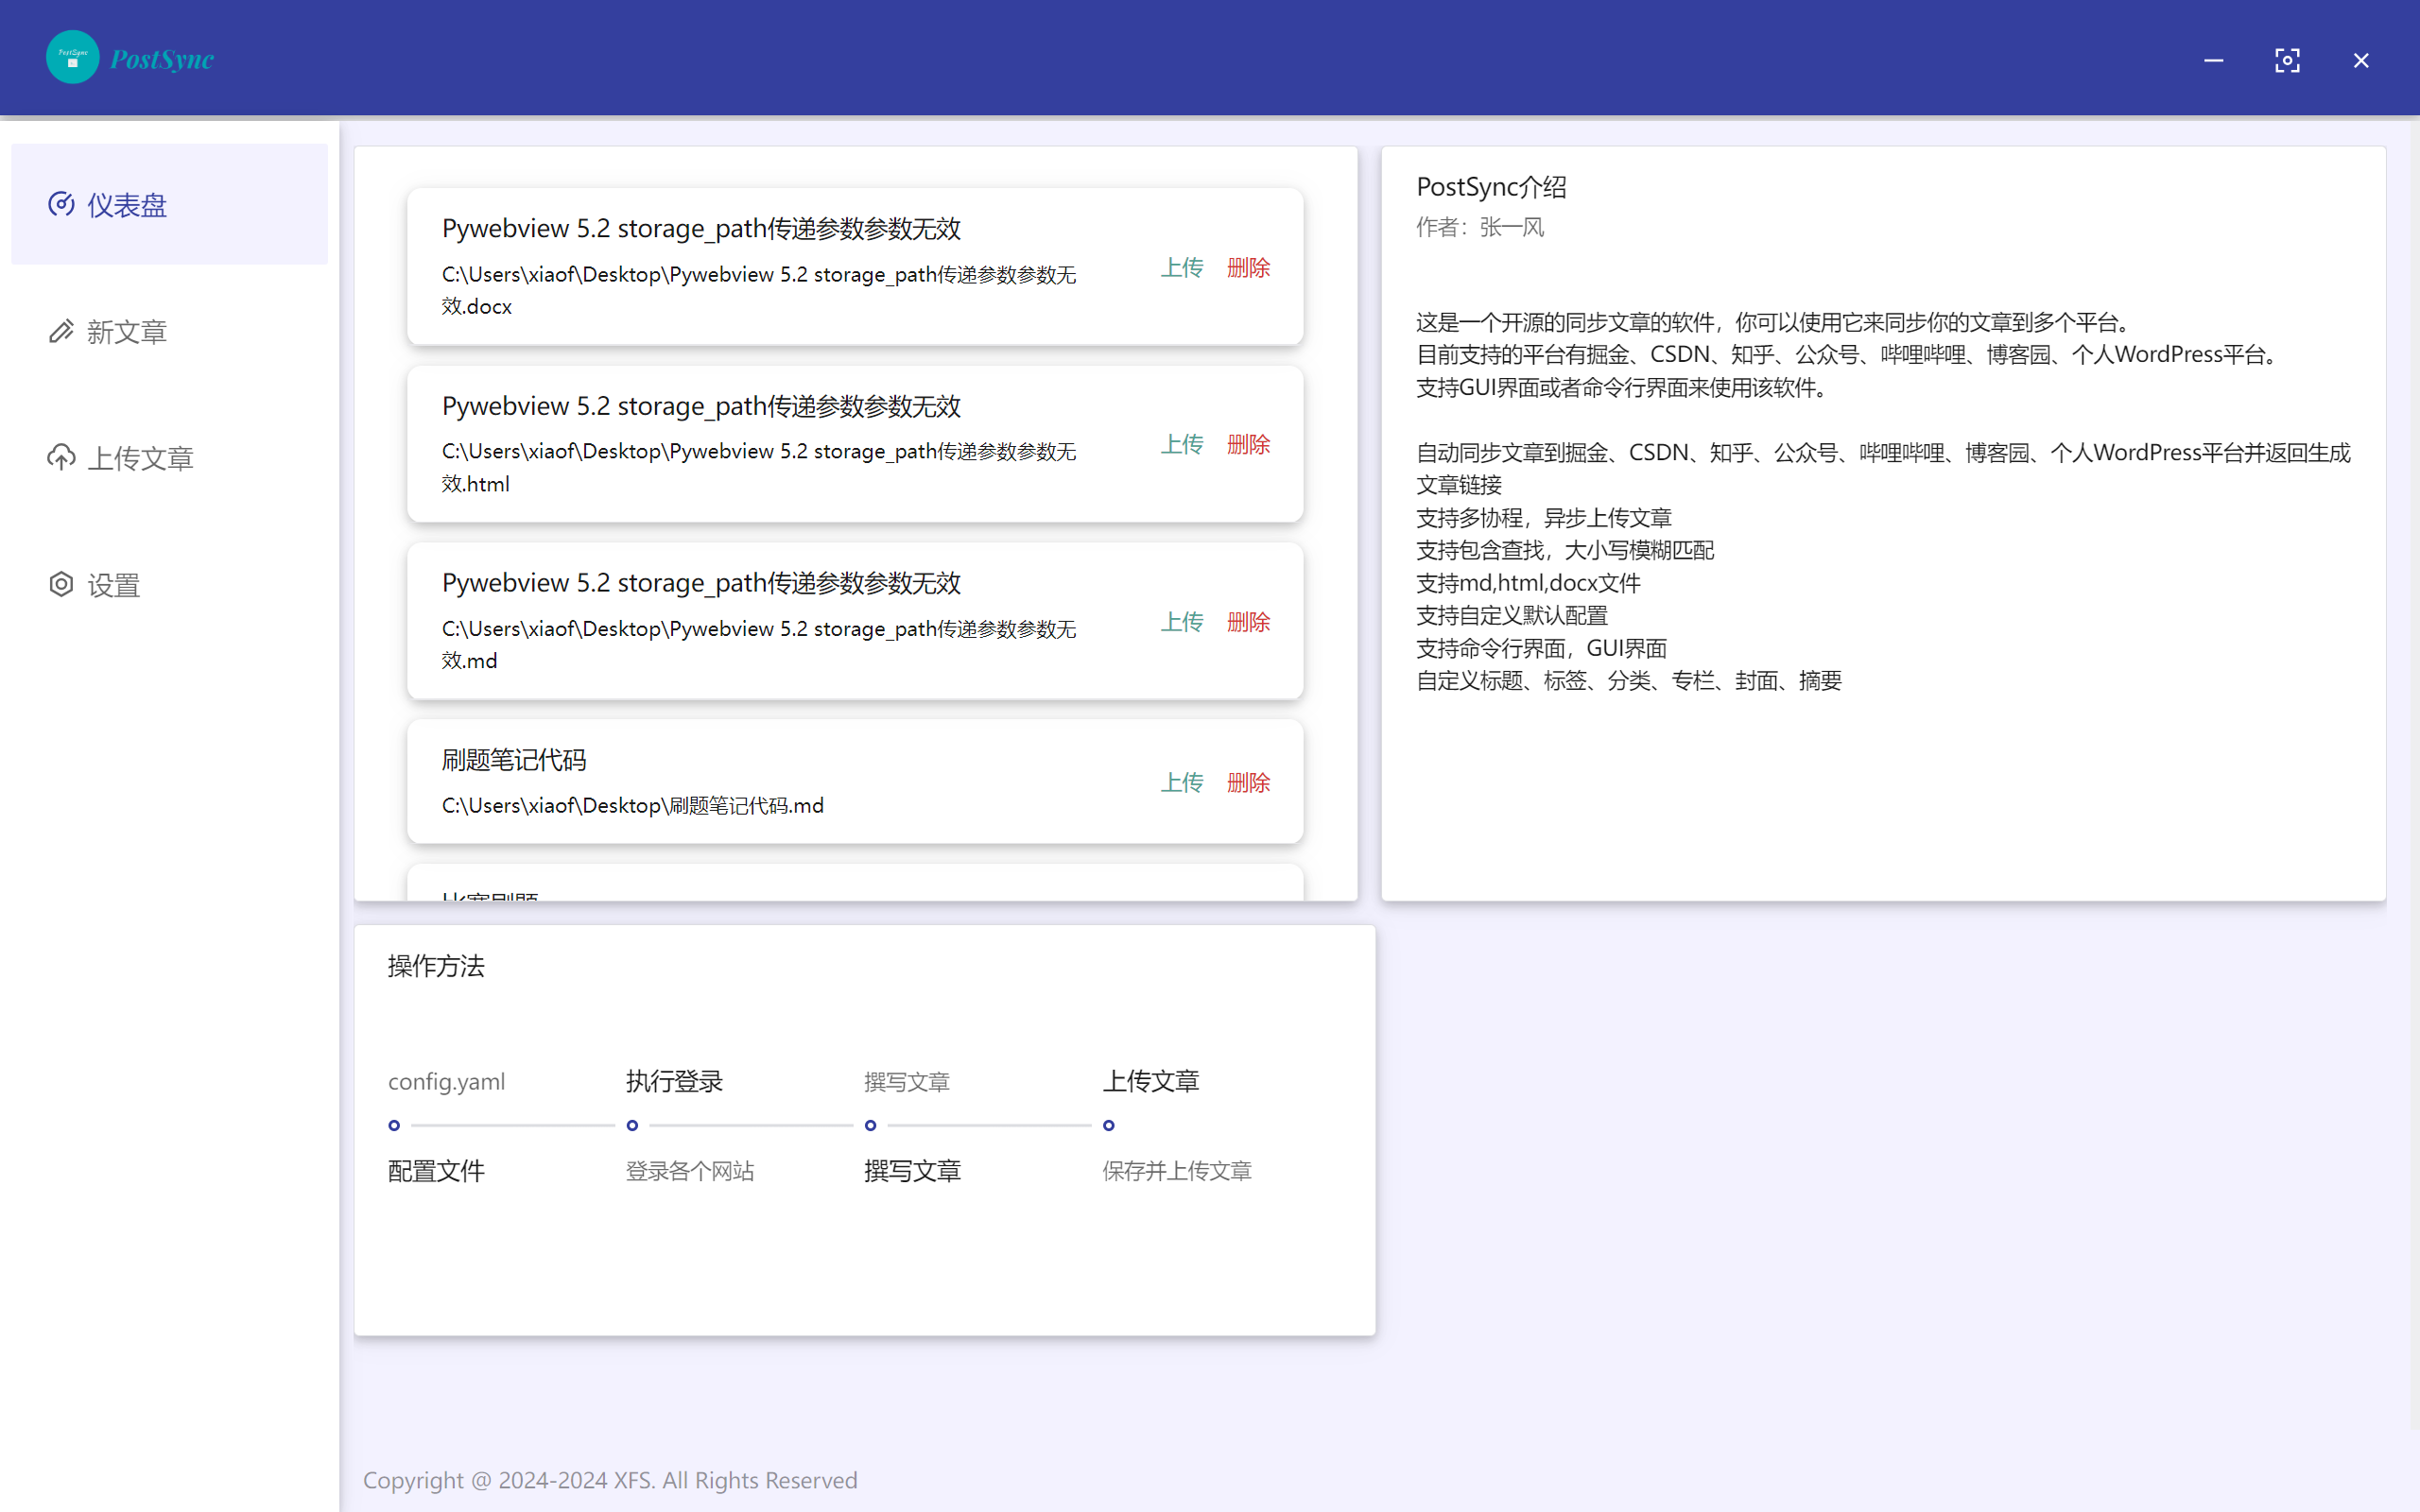 PostSync
PostSync
仪表盘
新文章
上传文章
设置
Pywebview 5.2 storage_path传递参数参数无效
C:\Users\xiaof\Desktop\Pywebview 5.2 storage_path传递参数参数无
效.docx
上传 删除
Pywebview 5.2 storage_path传递参数参数无效
C:\Users\xiaof\Desktop\Pywebview 5.2 storage_path传递参数参数无
效.html
上传 删除
Pywebview 5.2 storage_path传递参数参数无效
C:\Users\xiaof\Desktop\Pywebview 5.2 storage_path传递参数参数无
效.md
上传 删除
刷题笔记代码
C:\Users\xiaof\Desktop\刷题笔记代码.md
上传 删除
PostSync介绍
作者：张一风
这是一个开源的同步文章的软件，你可以使用它来同步你的文章到多个平台。
目前支持的平台有掘金、CSDN、知乎、公众号、哔哩哔哩、博客园、个人WordPress平台。
支持GUI界面或者命令行界面来使用该软件。
自动同步文章到掘金、CSDN、知乎、公众号、哔哩哔哩、博客园、个人WordPress平台并返回生成
文章链接
支持多协程，异步上传文章
支持包含查找，大小写模糊匹配
支持md,html,docx文件
支持自定义默认配置
支持命令行界面，GUI界面
自定义标题、标签、分类、专栏、封面、摘要
操作方法
config.yaml 执行登录 撰写文章 上传文章
配置文件 登录各个网站 撰写文章 保存并上传文章
Copyright @ 2024-2024 XFS. All Rights Reserved